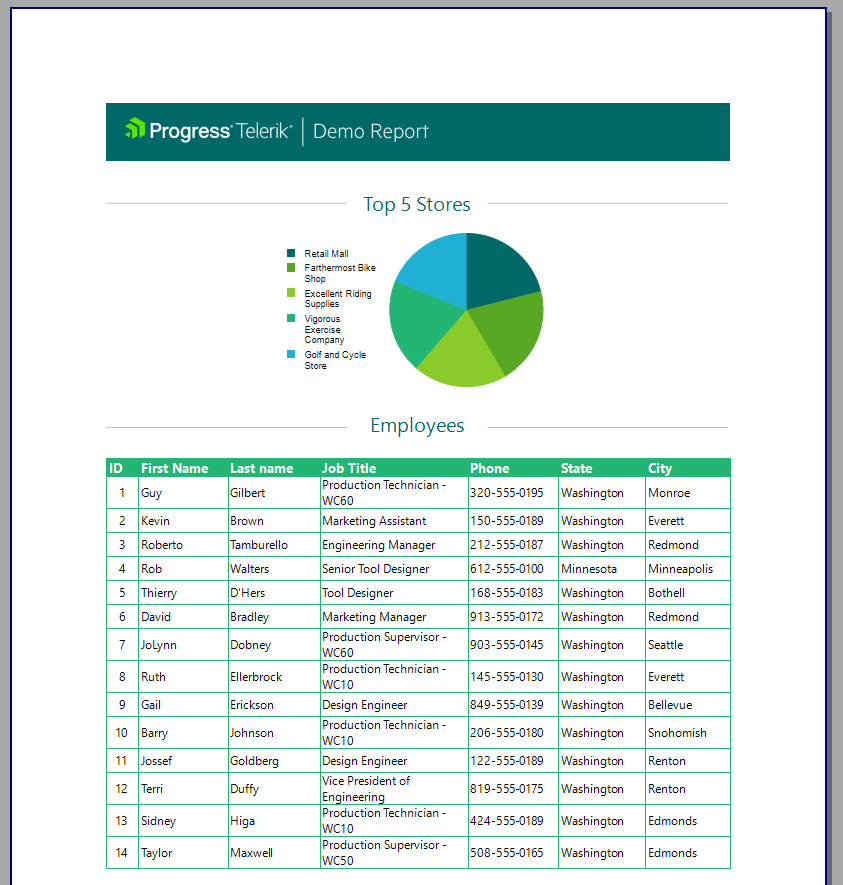 Progress® Telerik® | Demo Report
Top 5 Stores
Retail Mall
Farthermost Bike
Shop
Excellent Riding
Supplies
Vigorous
Exercise
Company
Golf and Cycle
Store
Employees
ID First Name Last name Job Title Phone State City
1 Guy Gilbert Production Technician - WC60 320-555-0195 Washington Monroe
2 Kevin Brown Marketing Assistant 150-555-0189 Washington Everett
3 Roberto Tamburello Engineering Manager 212-555-0187 Washington Redmond
4 Rob Walters Senior Tool Designer 612-555-0100 Minnesota Minneapolis
5 Thierry D'Hers Tool Designer 168-555-0183 Washington Bothell
6 David Bradley Marketing Manager 913-555-0172 Washington Redmond
7 JoLynn Dobney Production Supervisor - WC60 903-555-0145 Washington Seattle
8 Ruth Ellerbrock Production Technician - WC10 145-555-0130 Washington Everett
9 Gail Erickson Design Engineer 849-555-0139 Washington Bellevue
10 Barry Johnson Production Technician - WC10 206-555-0180 Washington Snohomish
11 Jossef Goldberg Design Engineer 122-555-0189 Washington Renton
12 Terri Duffy Vice President of Engineering 819-555-0175 Washington Renton
13 Sidney Higa Production Technician - WC10 424-555-0189 Washington Edmonds
14 Taylor Maxwell Production Supervisor - WC50 508-555-0165 Washington Edmonds